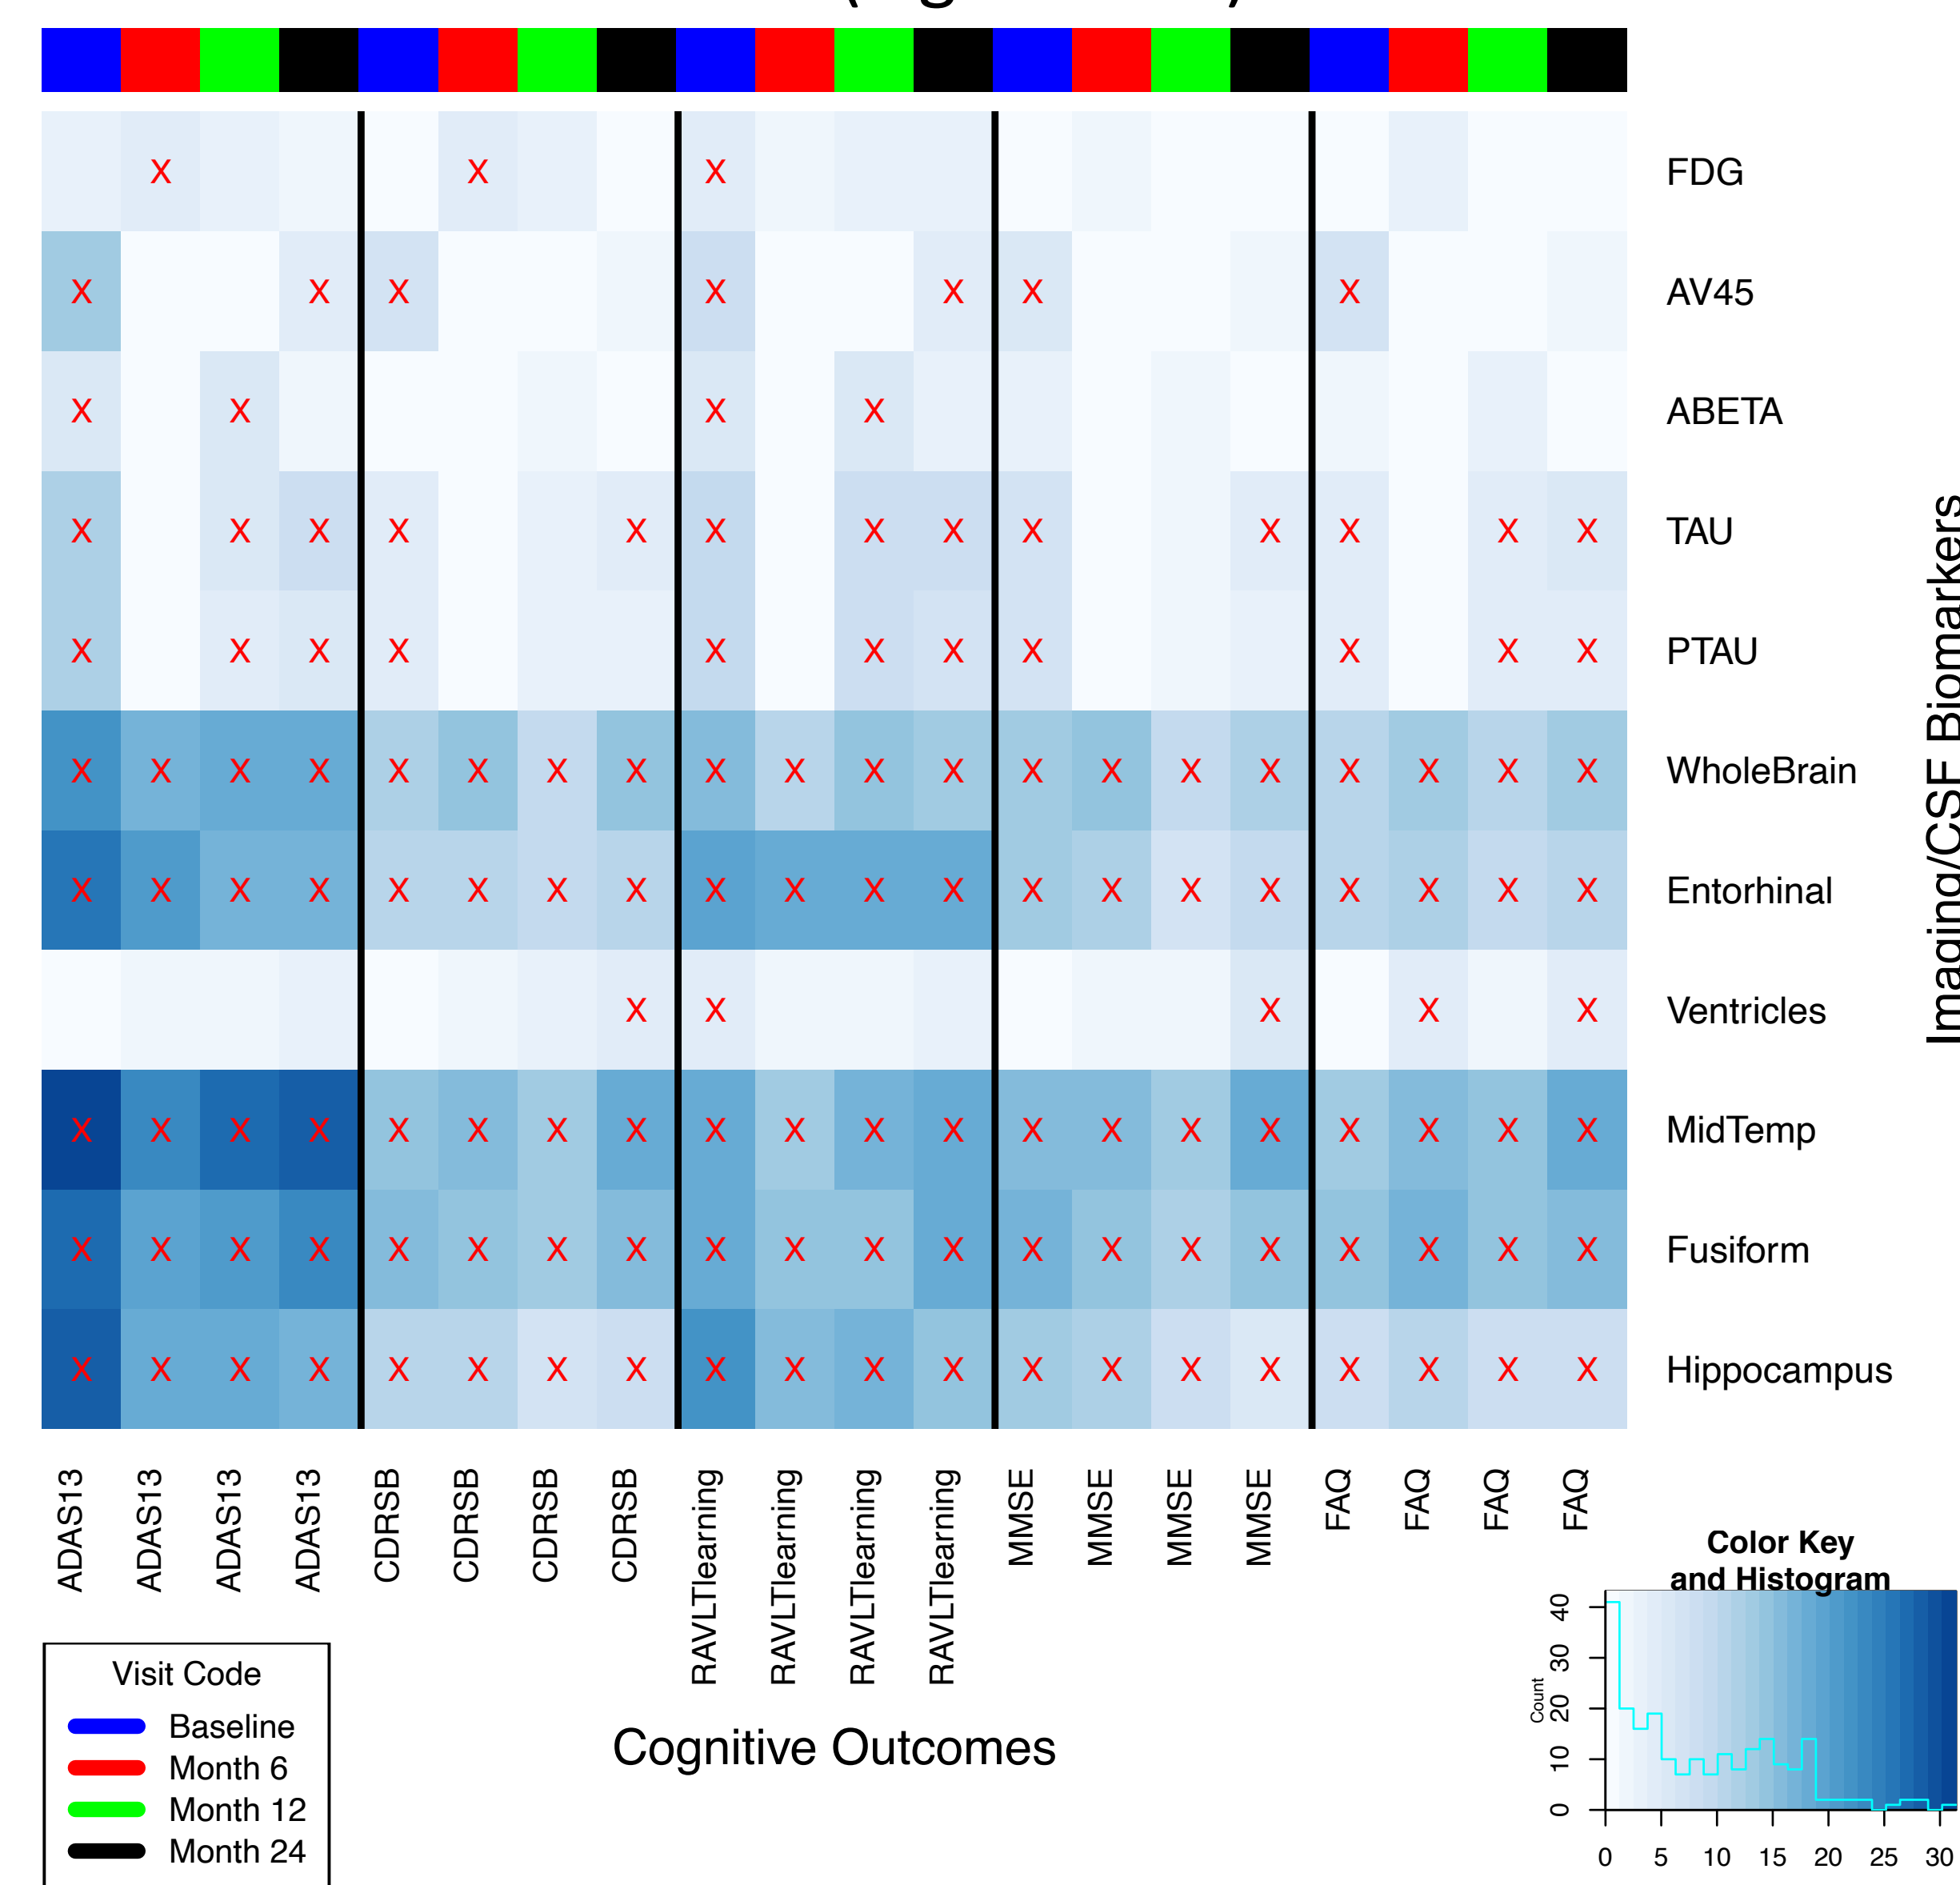 X X X
FDG
X X X X X X X
AV45
X X X X
ABETA
X X X X X X X X X X X X X
TAU
X X X X X X X X X X X
PTAU
X X X X X X X X X X X X X X X X X X X X
WholeBrain
X X X X X X X X X X X X X X X X X X X X
Entorhinal
X X X X X
Ventricles
X X X X X X X X X X X X X X X X X X X X
MidTemp
X X X X X X X X X X X X X X X X X X X X
Fusiform
X X X X X X X X X X X X X X X X X X X X
Hippocampus
Imaging/CSF Biomarkers
ADAS13
ADAS13
ADAS13
ADAS13
CDRSB
CDRSB
CDRSB
CDRSB
RAVLTlearning
RAVLTlearning
RAVLTlearning
RAVLTlearning
MMSE
MMSE
MMSE
MMSE
FAQ
FAQ
FAQ
FAQ
Cognitive Outcomes
Visit Code
Baseline
Month 6
Month 12
Month 24
Color Key
and Histogram
Count
0 10 20 30 40
0 5 10 15 20 25 30